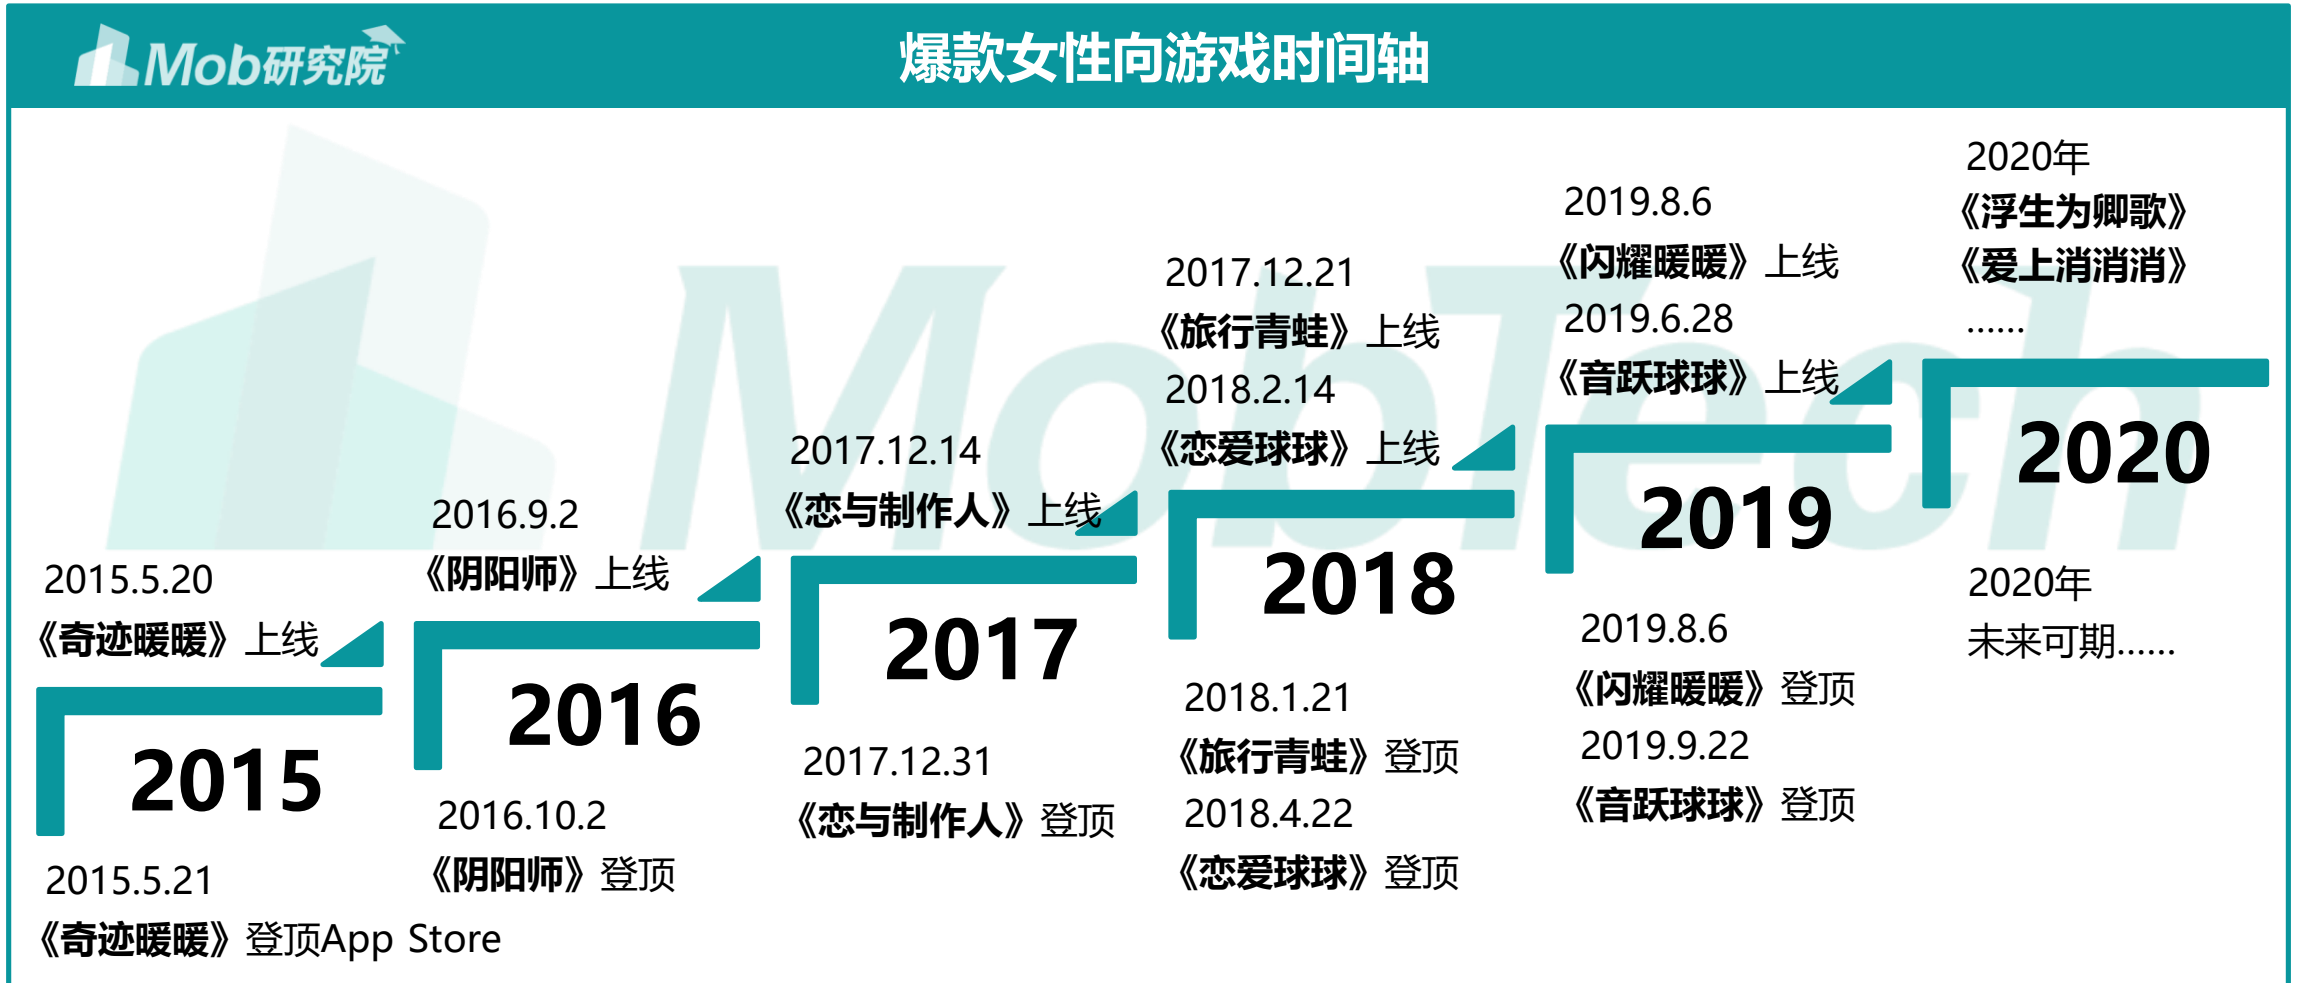 Mob研究院
爆款女性向游戏时间轴
MobTech
2015.5.20
《奇迹暖暖》上线
2015
2015.5.21
《奇迹暖暖》登顶App Store
2016.9.2
《阴阳师》上线
2016
2016.10.2
《阴阳师》登顶
2017.12.14
《恋与制作人》上线
2017
2017.12.31
《恋与制作人》登顶
2017.12.21
《旅行青蛙》上线
2018.2.14
《恋爱球球》上线
2018
2018.1.21
《旅行青蛙》登顶
2018.4.22
《恋爱球球》登顶
2019.8.6
《闪耀暖暖》上线
2019.6.28
《音跃球球》上线
2019
2019.8.6
《闪耀暖暖》登顶
2019.9.22
《音跃球球》登顶
2020年
《浮生为卿歌》
《爱上消消消》
……
2020
2020年
未来可期……